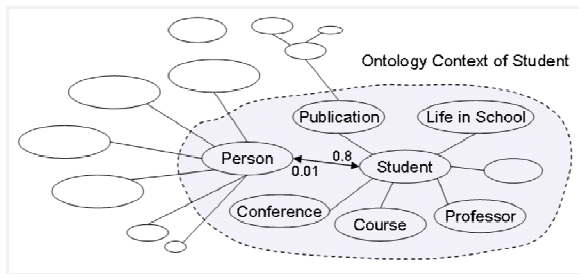 Ontology Context of Student
Publication
Life in School
Person
0.8
0.01
Student
Conference
Course
Professor